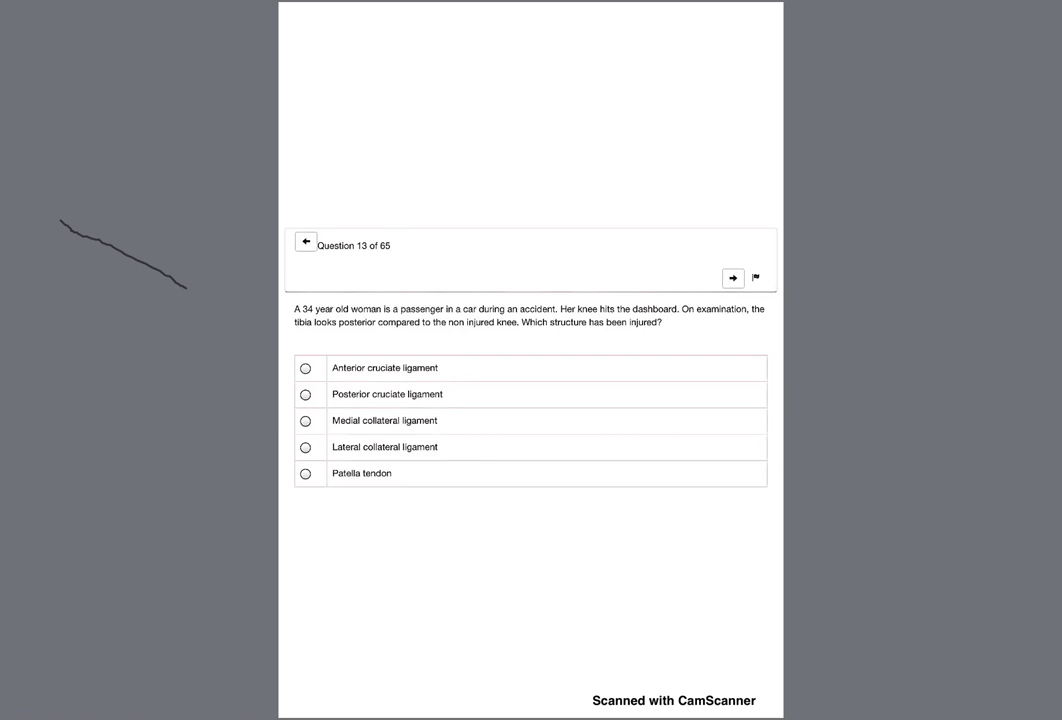 Question 13 of 65
A 34 year old woman is a passenger in a car during an accident. Her knee hits the dashboard. On examination, the
tibia looks posterior compared to the non injured knee. Which structure has been injured?
Anterior cruciate ligament
Posterior cruciate ligament
Medial collateral ligament
Lateral collateral ligament
Patella tendon
Scanned with CamScanner